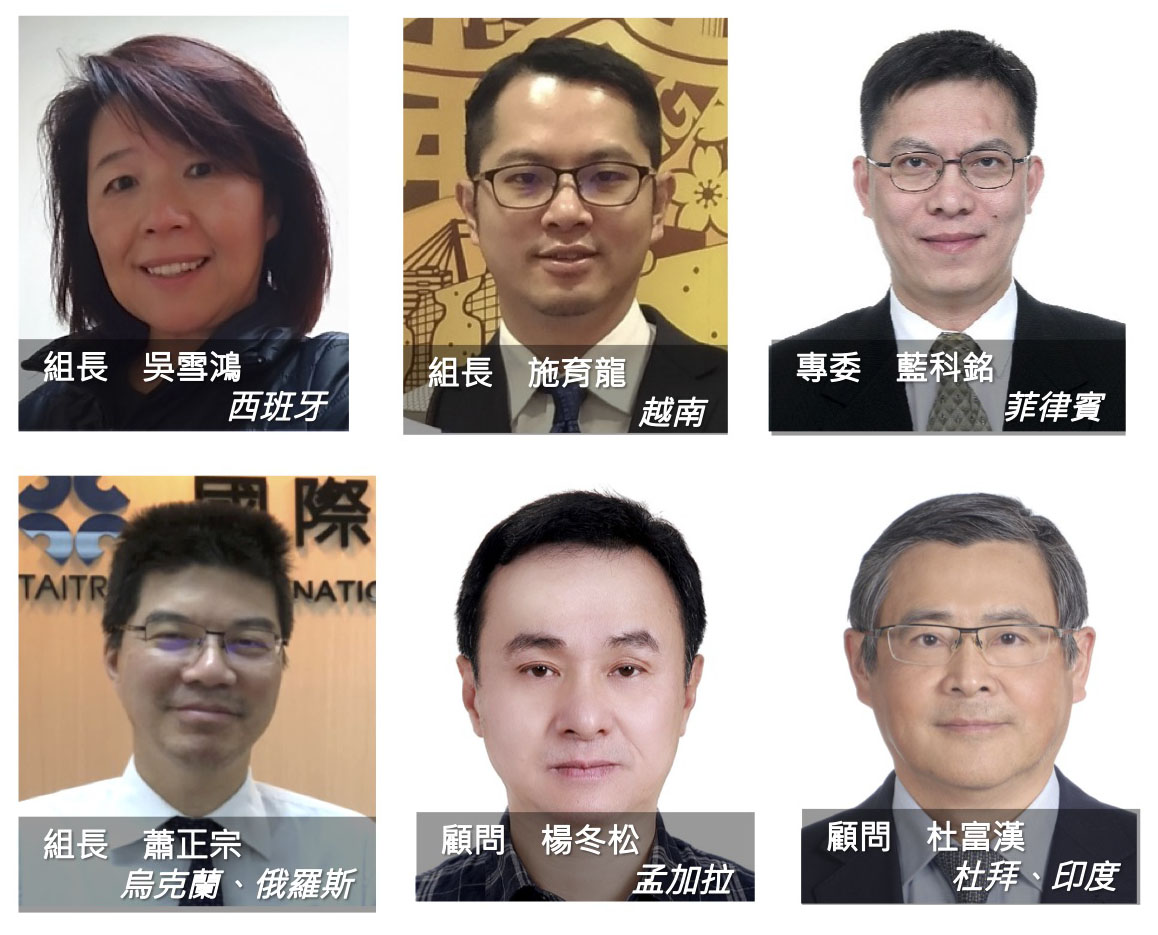 組長 吳雪鴻
西班牙
組長 施育龍
越南
專委 藍科銘
菲律賓
國際
TAITR
NATIO
組長 蕭正宗
烏克蘭、俄羅斯
顧問 楊冬松
孟加拉
顧問 杜富漢
杜拜、印度